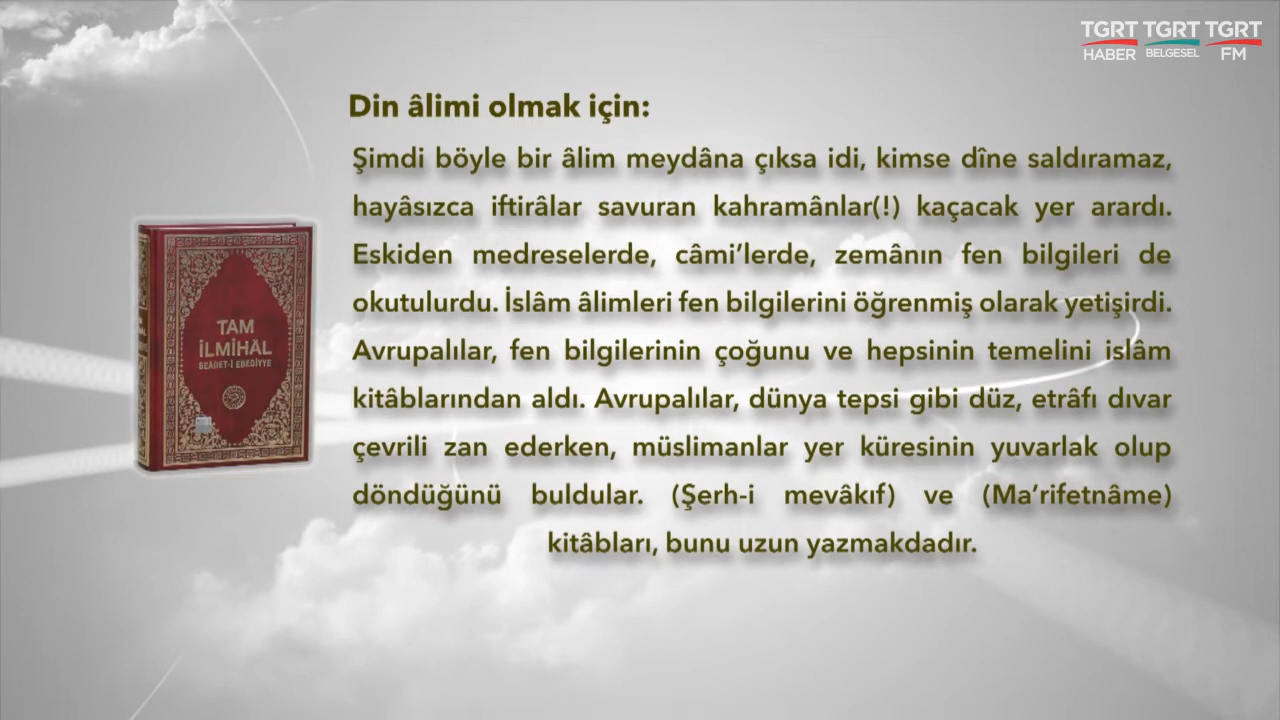 TGRT TGRT TGRT
HABER BELGESEL FM
Din âlimi olmak için:
Şimdi böyle bir âlim meydâna çıksa idi, kimse dîne saldıramaz,
hayâsızca iftirâlar savuran kahramânlar(!) kaçacak yer arardı.
Eskiden medreselerde, câmi’lerde, zemânın fen bilgileri de
okutulurdu. İslâm âlimleri fen bilgilerini öğrenmiş olarak yetişirdi.
Avrupalılar, fen bilgilerinin çoğunu ve hepsinin temelini islâm
kitâblarından aldı. Avrupalılar, dünya tepsi gibi düz, etrâfı dıvar
çevrili zan ederken, müslimanlar yer küresinin yuvarlak olup
döndüğünü buldular. (Şerh-i mevâkıf) ve (Ma’rifetnâme)
kitâbları, bunu uzun yazmakdadır.
TAM
İLMİHÂL
SEÂDET-İ EBEDİYYE